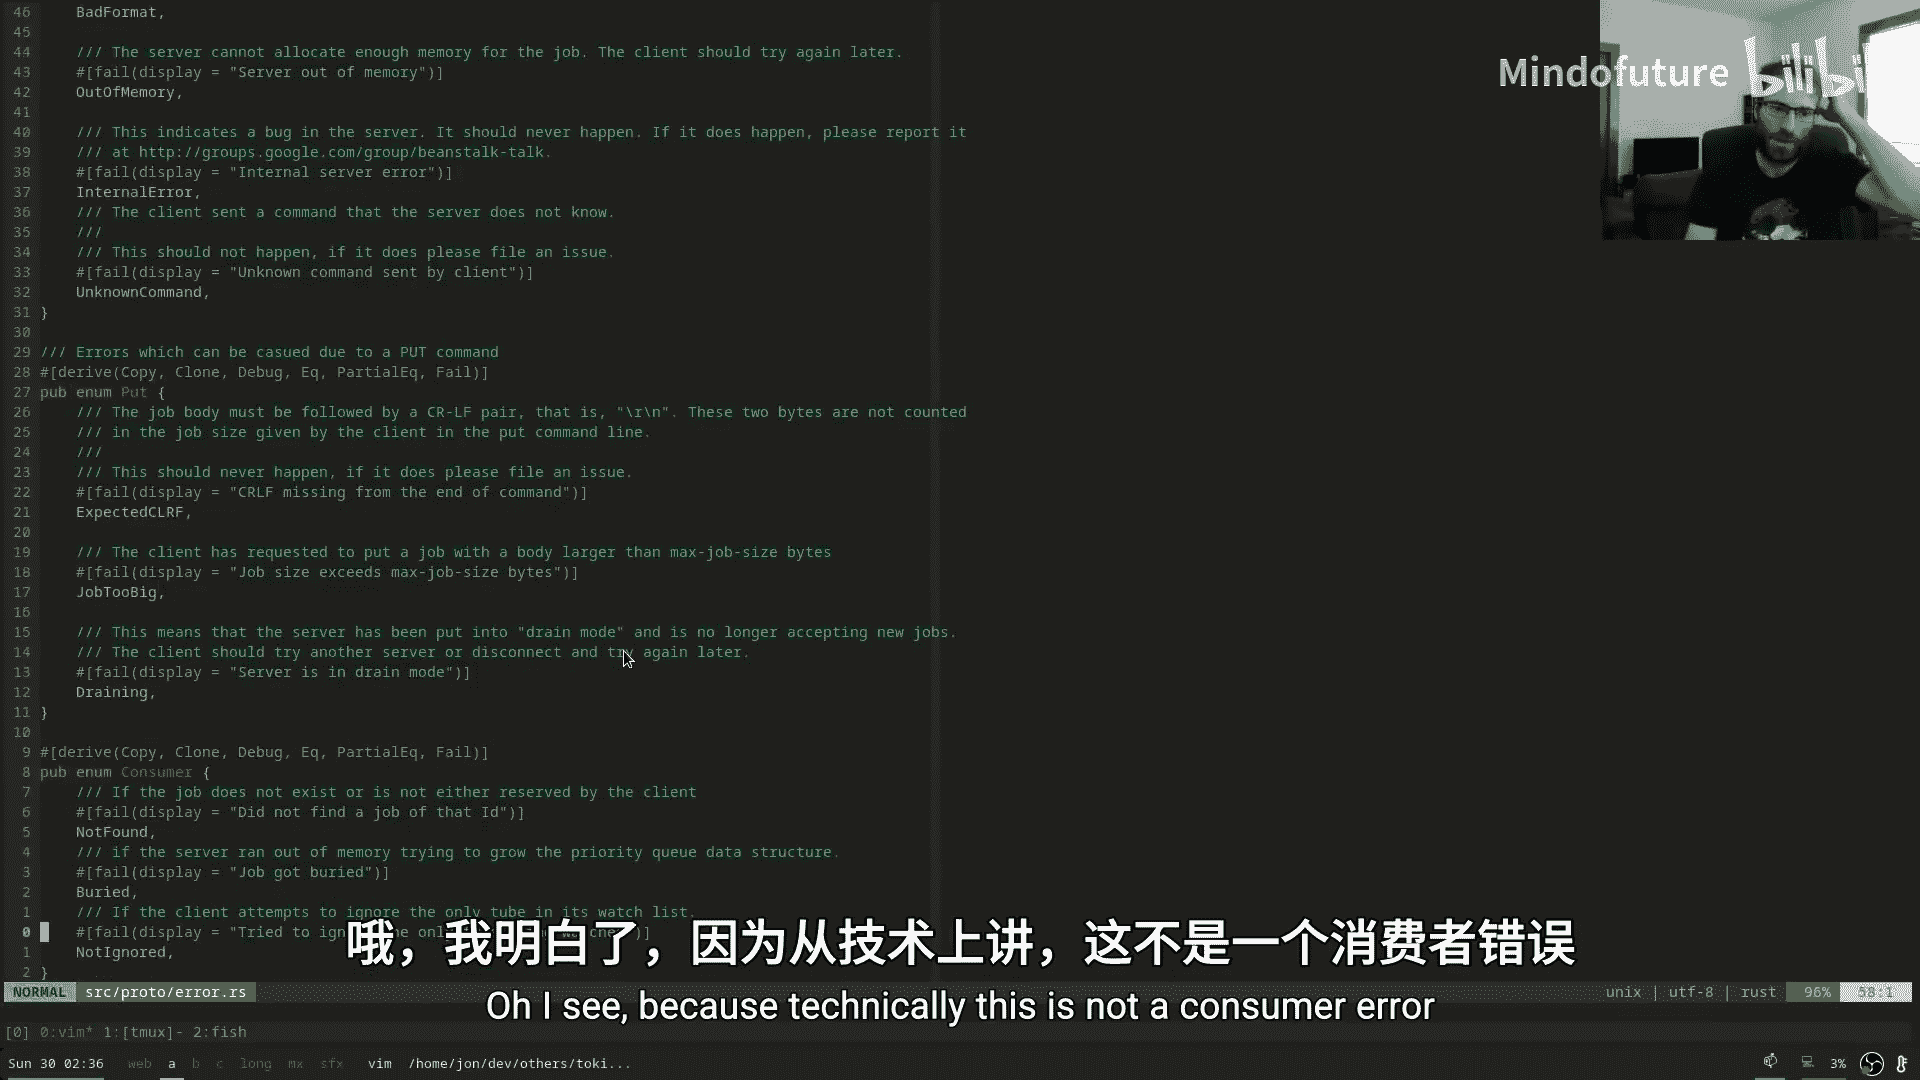 46 BadFormat,
45
44 /// The server cannot allocate enough memory for the job. The client should try again later.
43 #[fail(display = "Server out of memory")]
42 OutOfMemory,
41
40 /// This indicates a bug in the server. It should never happen. If it does happen, please report it
39 /// at http://groups.google.com/group/beanstalk-talk.
38 #[fail(display = "Internal server error")]
37 InternalError,
36 /// The client sent a command that the server does not know.
35 ///
34 /// This should not happen, if it does please file an issue.
33 #[fail(display = "Unknown command sent by client")]
32 UnknownCommand,
31 }
30
29 /// Errors which can be casued due to a PUT command
28 #[derive(Copy, Clone, Debug, Eq, PartialEq, Fail)]
27 pub enum Put {
26 /// The job body must be followed by a CR-LF pair, that is, "\r\n". These two bytes are not counted
25 /// in the job size given by the client in the put command line.
24 ///
23 /// This should never happen, if it does please file an issue.
22 #[fail(display = "CRLF missing from the end of command")]
21 ExpectedCLRF,
20
19 /// The client has requested to put a job with a body larger than max-job-size bytes
18 #[fail(display = "Job size exceeds max-job-size bytes")]
17 JobTooBig,
16
15 /// This means that the server has been put into "drain mode" and is no longer accepting new jobs.
14 /// The client should try another server or disconnect and try again later.
13 #[fail(display = "Server is in drain mode")]
12 Draining,
11 }
10
9 #[derive(Copy, Clone, Debug, Eq, PartialEq, Fail)]
8 pub enum Consumer {
7 /// If the job does not exist or is not either reserved by the client
6 #[fail(display = "Did not find a job of that Id")]
5 NotFound,
4 /// if the server ran out of memory trying to grow the priority queue data structure.
3 #[fail(display = "Job got buried")]
2 Buried,
1 /// If the client attempts to ignore the only tube in its watch list.
0 #[fail(display = "Tried to
1 NotIgnored,
2 }
Mindofuture bilibili
哦，我明白了，因为从技术上讲，这不是一个消费者错误
NORMAL src/proto/error.rs unix | utf-8 | rust 96% 58:1
Oh I see, because technically this is not a consumer error
[0] 0:vim* 1:[tmux]- 2:fish
Sun 30 02:36 web a b c long mx sfx vim /home/jon/dev/others/toki... 3%